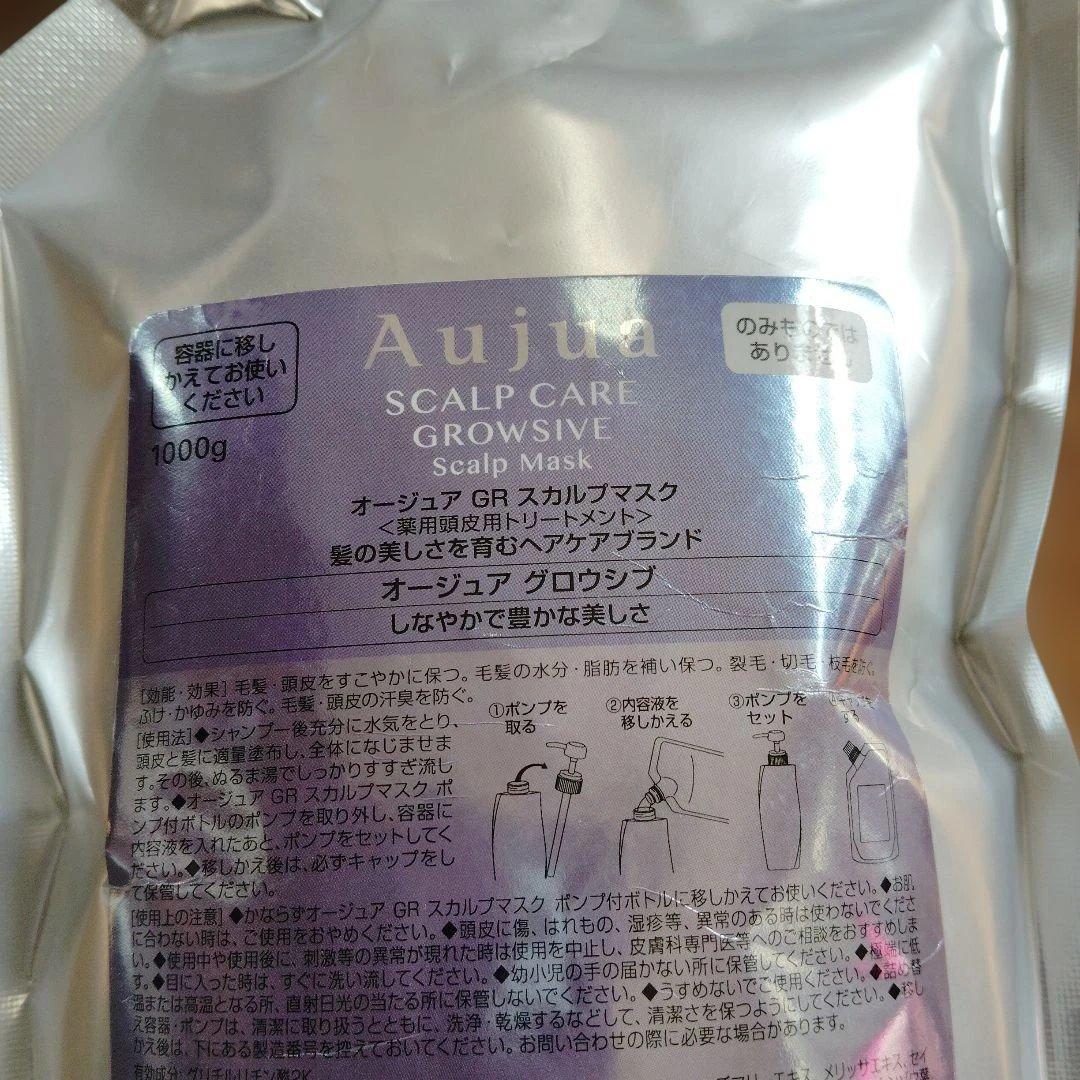 容器に移し
かえてお使い
ください
1000g
Aujua
のみものでは
ありません
SCALP CARE
GROWSIVE
Scalp Mask
オージュア GR スカルプマスク
＜薬用頭皮用トリートメント＞
髪の美しさを育むヘアケアブランド
オージュア グロウシブ
しなやかで豊かな美しさ
[効能・効果] 毛髪・頭皮をすこやかに保つ。毛髪の水分・脂肪を補い保つ。裂毛・切毛・枝毛を防ぐ。
ふけ・かゆみを防ぐ。毛髪・頭皮の汗臭を防ぐ。
[使用法]◆シャンプー後充分に水気をとり、
頭皮と髪に適量塗布し、全体になじませま
す。その後、ぬるま湯でしっかりすすぎ流し
ます。◆オージュア GR スカルプマスク ポ
ンプ付ボトルのポンプを取り外し、容器に
内容液を入れたあと、ポンプをセットしてく
ださい。◆移しかえ後は、必ずキャップをし
て保管してください。
①ポンプを
取る
②内容液を
移しかえる
③ポンプを
セット
する
[使用上の注意] ◆かならずオージュア GR スカルプマスク ポンプ付ボトルに移しかえてお使いください。◆お肌
に合わない時は、ご使用をおやめください。◆頭皮に傷、はれもの、湿疹等、異常のある時は使わないでくださ
い。◆使用中や使用後に、刺激等の異常が現れた時は使用を中止し、皮膚科専門医等へのご相談をおすすめしま
す。◆目に入った時は、すぐに洗い流してください。◆幼小児の手の届かない所に保管してください。◆極端に低
温または高温となる所、直射日光の当たる所に保管しないでください。◆うすめないでご使用ください。◆詰め替
え容器・ポンプは、清潔に取り扱うとともに、洗浄・乾燥するなどして、清潔さを保つようにしてください。◆移し
かえ後は、下にある製造番号を控えておいてください。お問い合わせの際に必要な場合があります。
有効成分:グリチルリチン酸2K
エキス、メリッサエキス、セイ